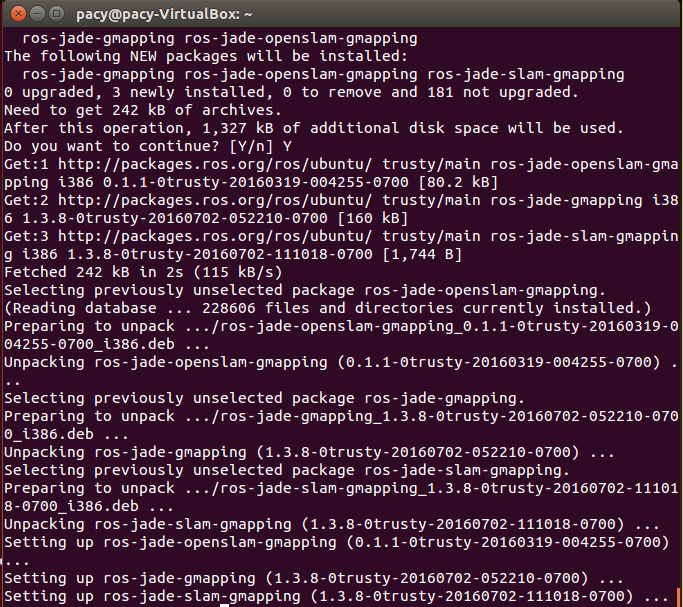 pacy@pacy-VirtualBox: ~
  ros-jade-gmapping ros-jade-openslam-gmapping
The following NEW packages will be installed:
  ros-jade-gmapping ros-jade-openslam-gmapping ros-jade-slam-gmapping
0 upgraded, 3 newly installed, 0 to remove and 181 not upgraded.
Need to get 242 kB of archives.
After this operation, 1,327 kB of additional disk space will be used.
Do you want to continue? [Y/n] Y
Get:1 http://packages.ros.org/ros/ubuntu/ trusty/main ros-jade-openslam-gma
pping i386 0.1.1-0trusty-20160319-004255-0700 [80.2 kB]
Get:2 http://packages.ros.org/ros/ubuntu/ trusty/main ros-jade-gmapping i38
6 1.3.8-0trusty-20160702-052210-0700 [160 kB]
Get:3 http://packages.ros.org/ros/ubuntu/ trusty/main ros-jade-slam-gmappin
g i386 1.3.8-0trusty-20160702-111018-0700 [1,744 B]
Fetched 242 kB in 2s (115 kB/s)
Selecting previously unselected package ros-jade-openslam-gmapping.
(Reading database ... 228606 files and directories currently installed.)
Preparing to unpack .../ros-jade-openslam-gmapping_0.1.1-0trusty-20160319-0
04255-0700_i386.deb ...
Unpacking ros-jade-openslam-gmapping (0.1.1-0trusty-20160319-004255-0700) .
..
Selecting previously unselected package ros-jade-gmapping.
Preparing to unpack .../ros-jade-gmapping_1.3.8-0trusty-20160702-052210-070
0_i386.deb ...
Unpacking ros-jade-gmapping (1.3.8-0trusty-20160702-052210-0700) ...
Selecting previously unselected package ros-jade-slam-gmapping.
Preparing to unpack .../ros-jade-slam-gmapping_1.3.8-0trusty-20160702-11101
8-0700_i386.deb ...
Unpacking ros-jade-slam-gmapping (1.3.8-0trusty-20160702-111018-0700) ...
Setting up ros-jade-openslam-gmapping (0.1.1-0trusty-20160319-004255-0700)
...
Setting up ros-jade-gmapping (1.3.8-0trusty-20160702-052210-0700) ...
Setting up ros-jade-slam-gmapping (1.3.8-0trusty-20160702-111018-0700) ...